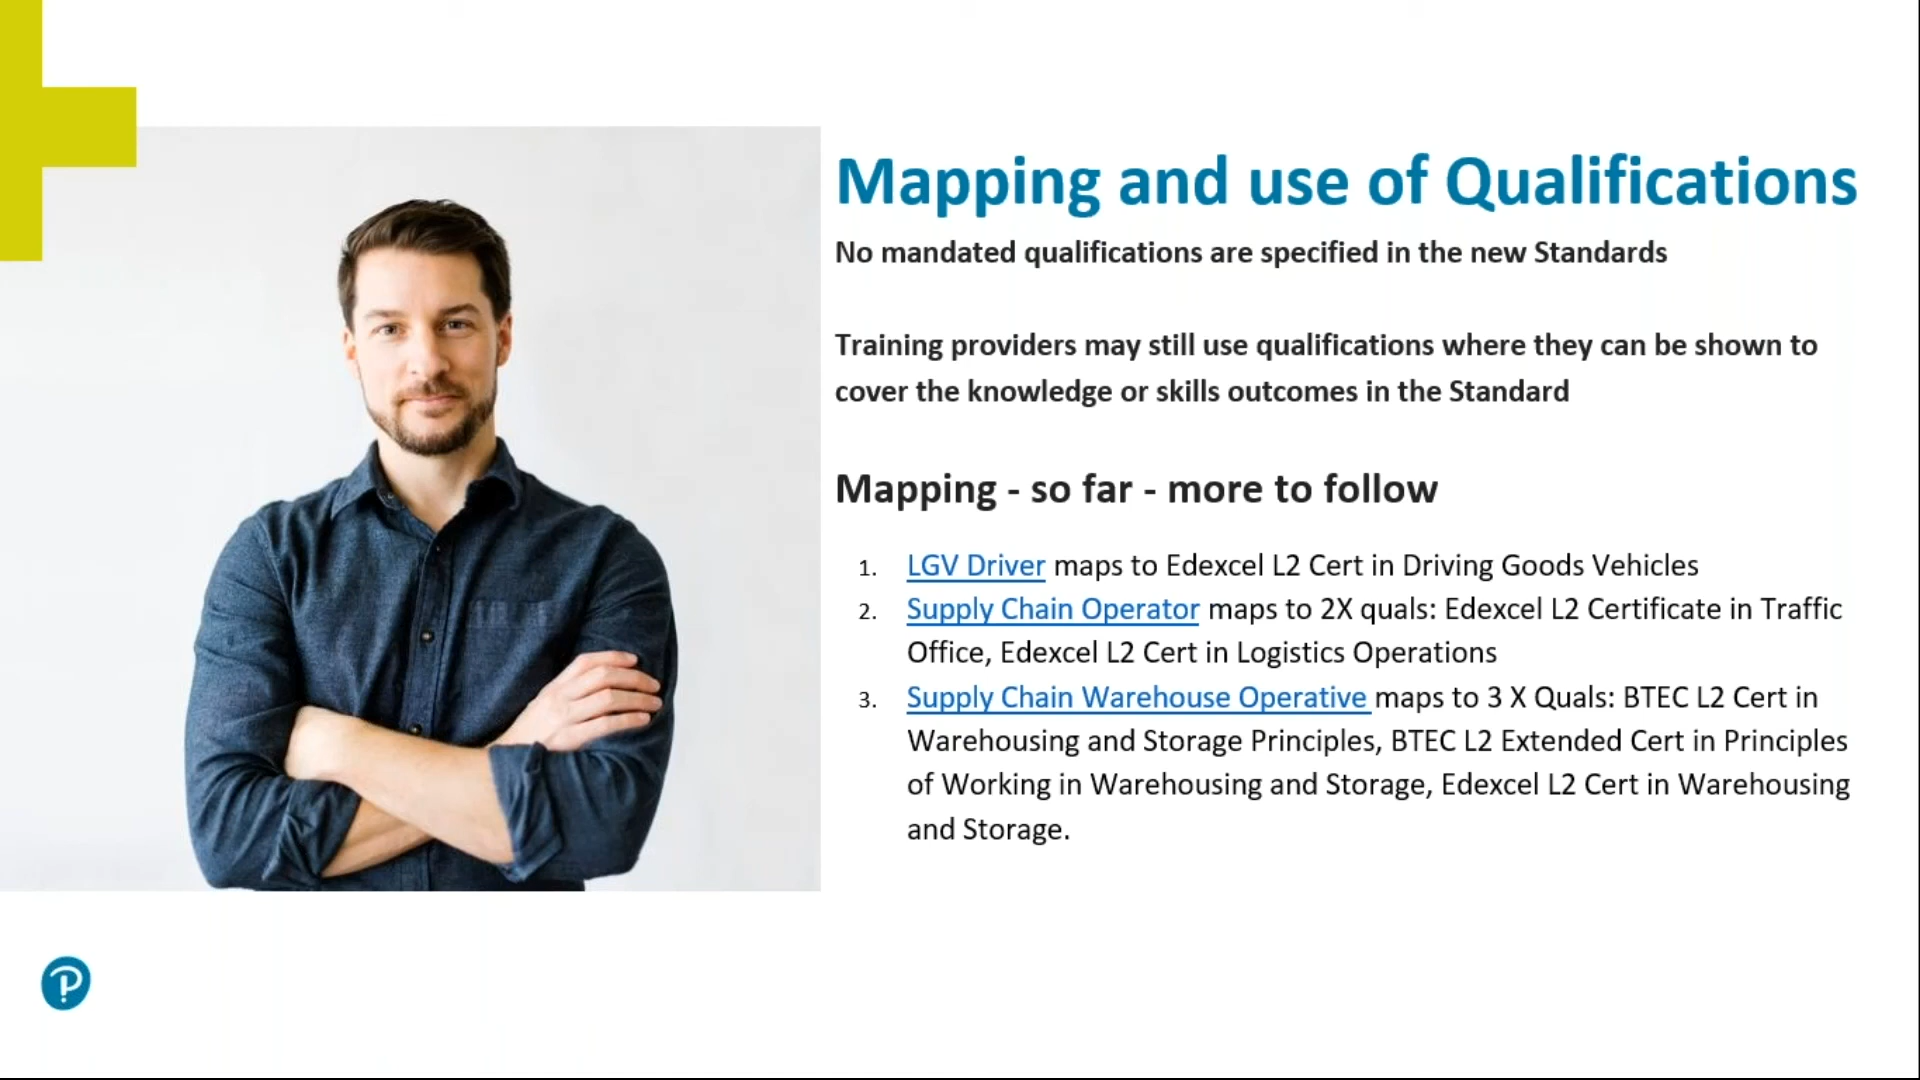 Mapping and use of Qualifications
No mandated qualifications are specified in the new Standards
Training providers may still use qualifications where they can be shown to
cover the knowledge or skills outcomes in the Standard
Mapping - so far - more to follow
1. LGV Driver maps to Edexcel L2 Cert in Driving Goods Vehicles
2. Supply Chain Operator maps to 2X quals: Edexcel L2 Certificate in Traffic
Office, Edexcel L2 Cert in Logistics Operations
3. Supply Chain Warehouse Operative maps to 3 X Quals: BTEC L2 Cert in
Warehousing and Storage Principles, BTEC L2 Extended Cert in Principles
of Working in Warehousing and Storage, Edexcel L2 Cert in Warehousing
and Storage.
P